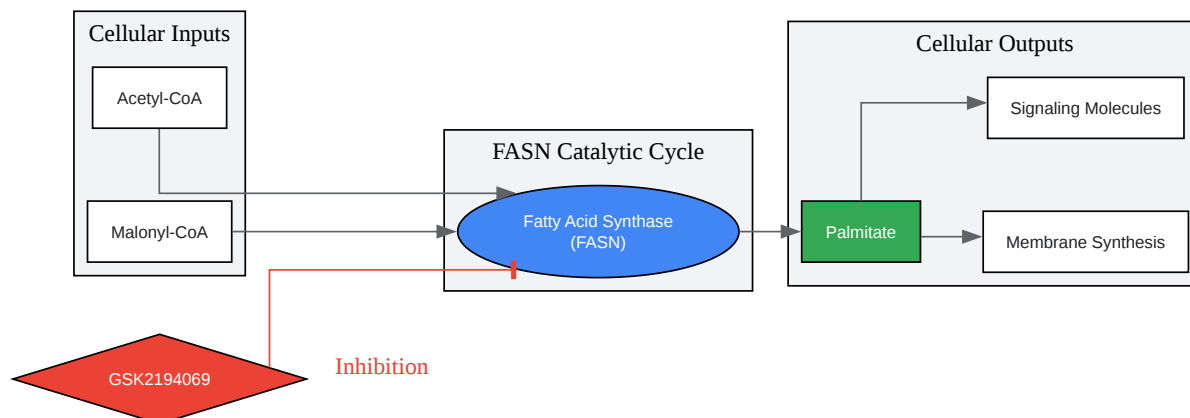 Cellular Inputs
Acetyl-CoA
Malonyl-CoA
FASN Catalytic Cycle
Fatty Acid Synthase
(FASN)
Cellular Outputs
Signaling Molecules
Palmitate
Membrane Synthesis
GSK2194069
Inhibition